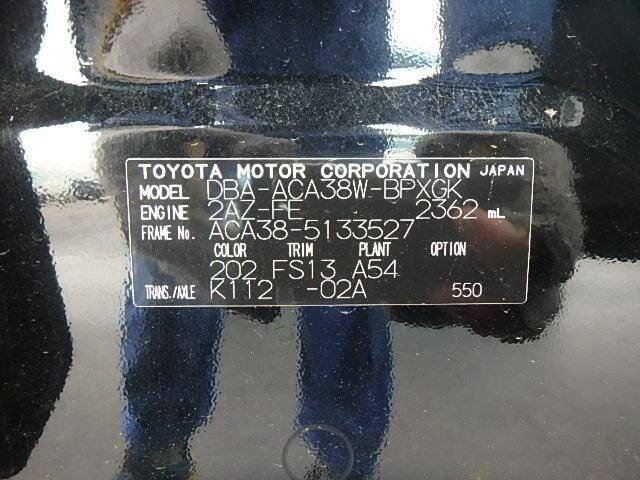 TOYOTA MOTOR CORPORATION JAPAN
MODEL DBA-ACA38W-BPXGK
ENGINE 2AZ-FE 2362 mL
FRAME No. ACA38-5133527
COLOR TRIM PLANT OPTION
202 FS13 A54
TRANS./AXLE K112 -02A 550